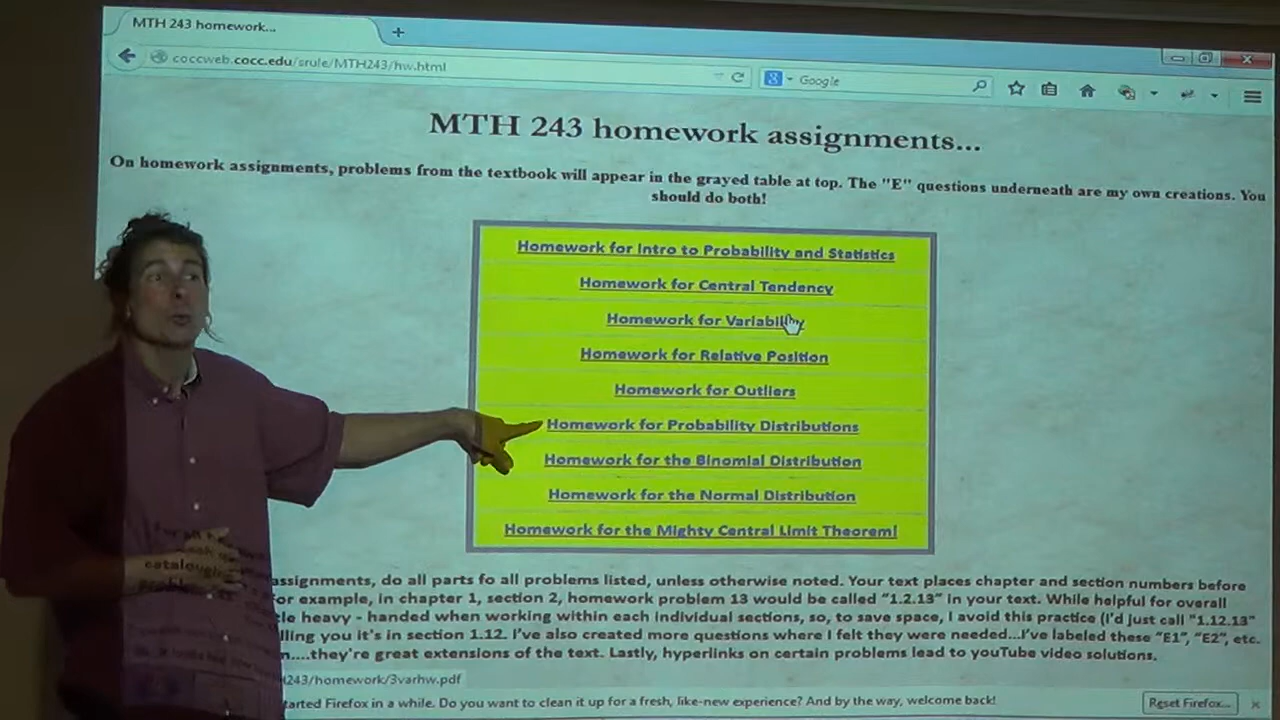 MTH 243 homework...
+
coccweb.cocc.edu/srule/MTH243/hw.html
Google
MTH 243 homework assignments...
On homework assignments, problems from the textbook will appear in the grayed table at top. The "E" questions underneath are my own creations. You
should do both!
Homework for Intro to Probability and Statistics
Homework for Central Tendency
Homework for Variability
Homework for Relative Position
Homework for Outliers
Homework for Probability Distributions
Homework for the Binomial Distribution
Homework for the Normal Distribution
Homework for the Mighty Central Limit Theorem!
assignments, do all parts fo all problems listed, unless otherwise noted. Your text places chapter and section numbers before
or example, in chapter 1, section 2, homework problem 13 would be called "1.2.13" in your text. While helpful for overall
le heavy - handed when working within each individual sections, so, to save space, I avoid this practice (I'd just call "1.12.13"
lling you it's in section 1.12. I've also created more questions where I felt they were needed...I've labeled these "E1", "E2", etc.
n....they're great extensions of the text. Lastly, hyperlinks on certain problems lead to youTube video solutions.
243/homework/3varhw.pdf
tarted Firefox in a while. Do you want to clean it up for a fresh, like-new experience? And by the way, welcome back!
Reset Firefox...